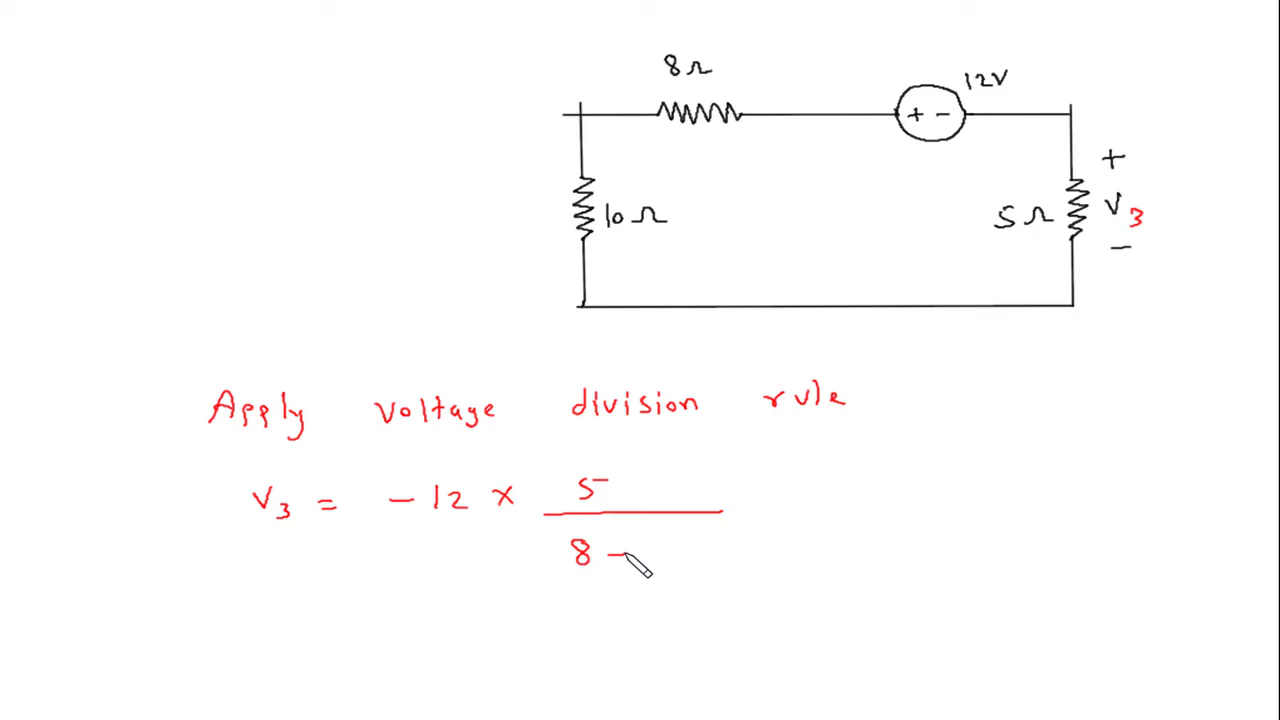 8Ω
12V
+ -
+
10Ω
5Ω
V3
-
Apply voltage division rule
V3 = -12 × 5
8 -